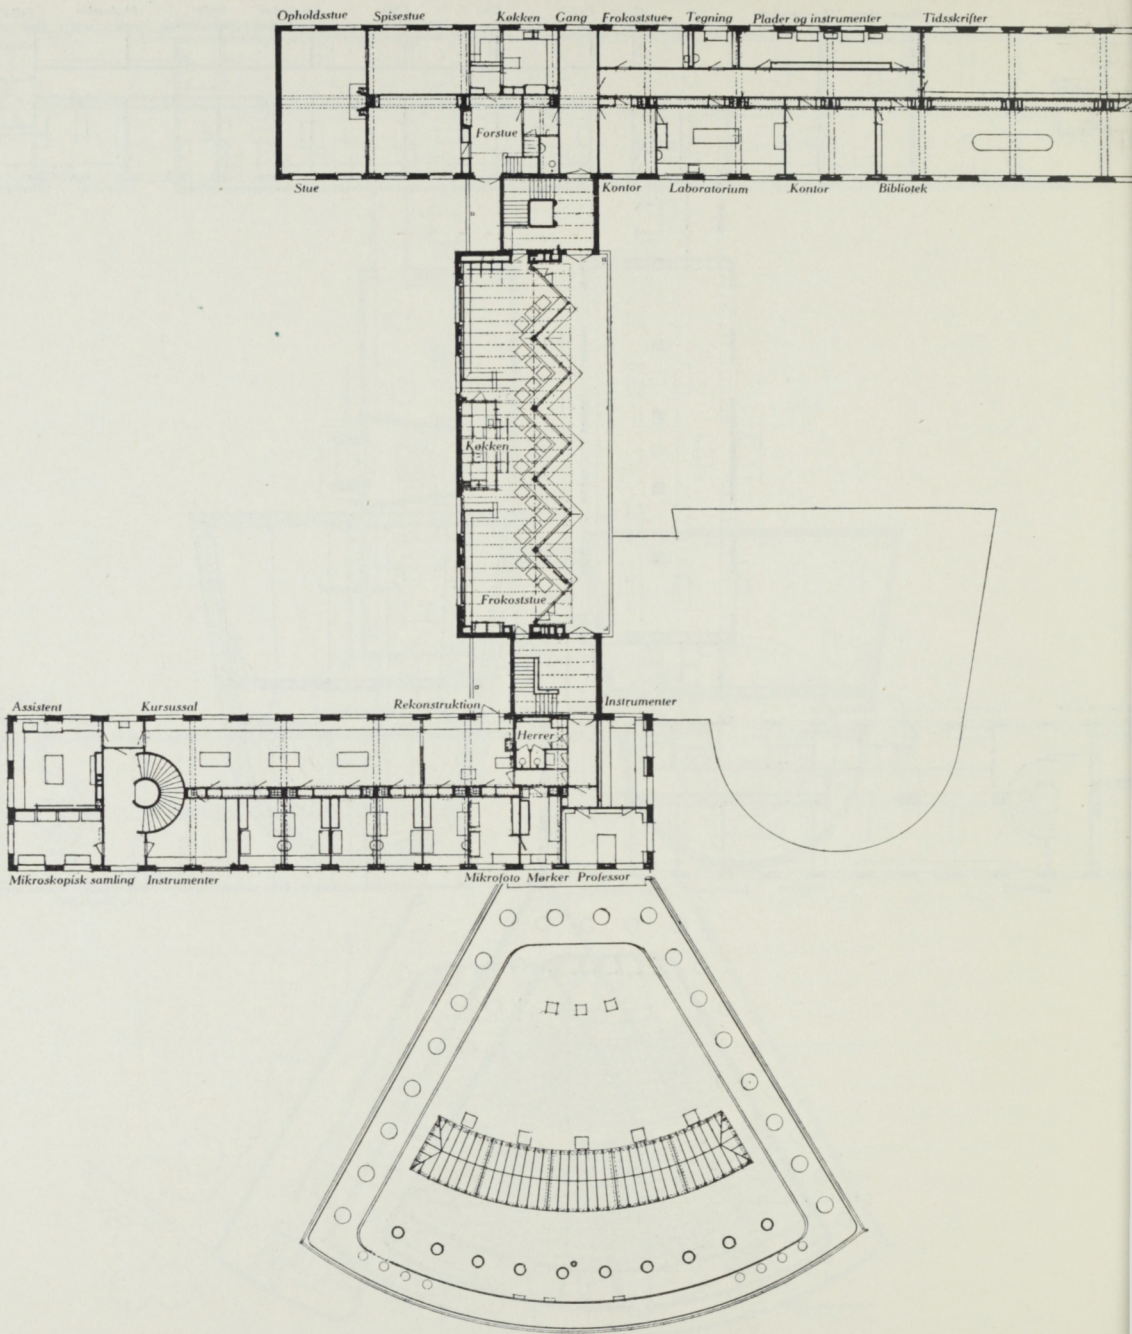 Opholdsstue Spisestue Køkken Gang Frokoststue Tegning Plader og instrumenter Tidsskrifter
Forstue
Stue Kontor Laboratorium Kontor Bibliotek
Køkken
Frokoststue
Assistent Kursussal Rekonstruktion Instrumenter
Herrer
Mikroskopisk samling Instrumenter Mikrofoto Mørker Professor